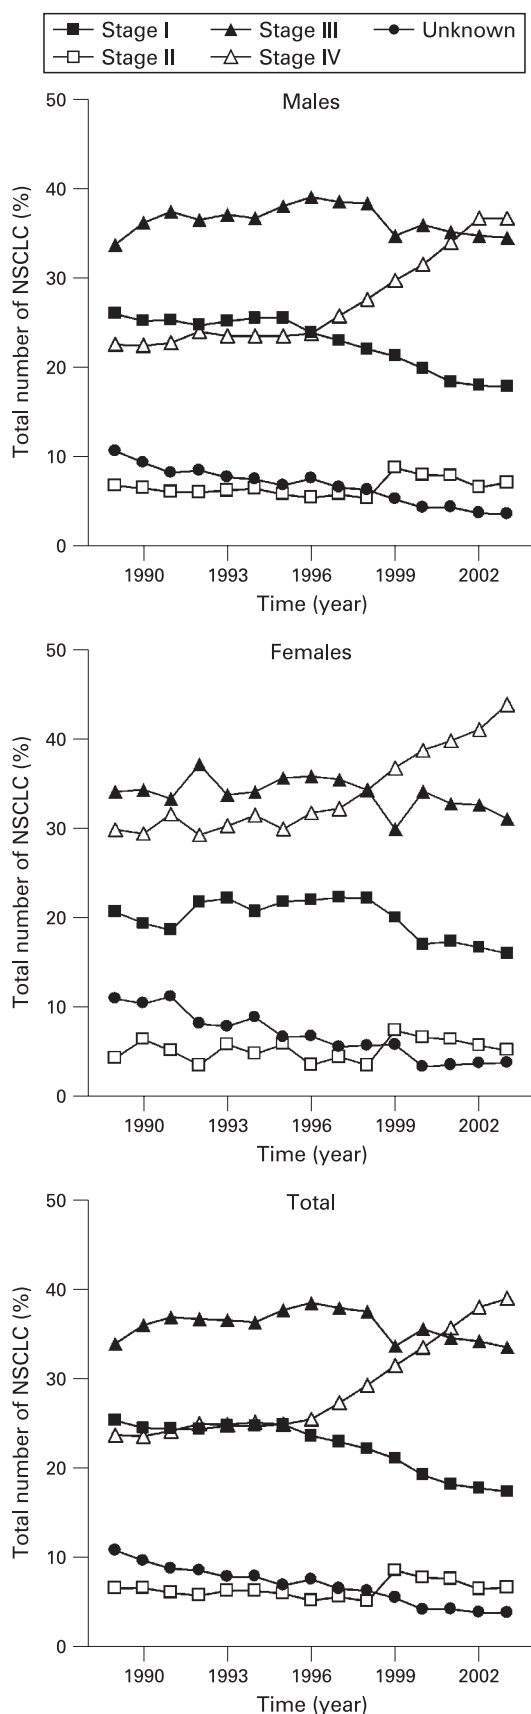 Stage I Stage III Unknown
Stage II Stage IV
Males
Total number of NSCLC (%)
50
40
30
20
10
0
1990 1993 1996 1999 2002
Time (year)
Females
Total number of NSCLC (%)
50
40
30
20
10
0
1990 1993 1996 1999 2002
Time (year)
Total
Total number of NSCLC (%)
50
40
30
20
10
0
1990 1993 1996 1999 2002
Time (year)